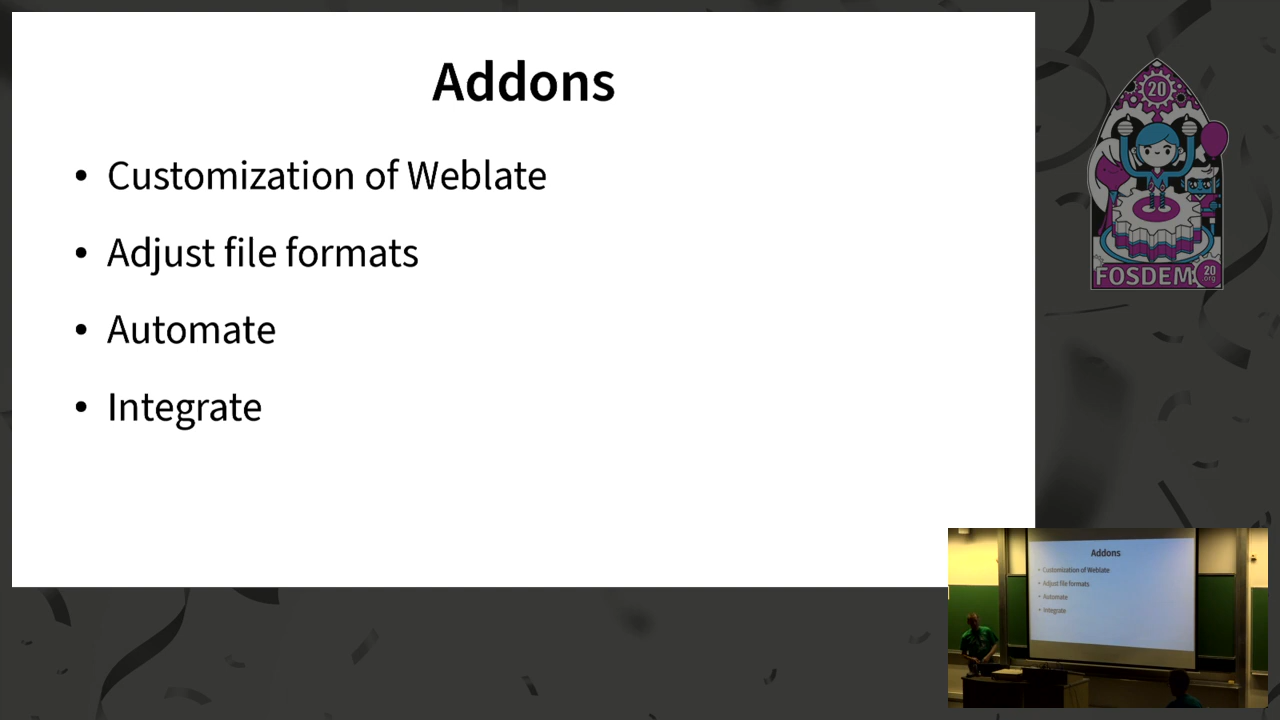 Addons
• Customization of Weblate
• Adjust file formats
• Automate
• Integrate
20
FOSDEM
20
.org
Addons
• Customization of Weblate
• Adjust file formats
• Automate
• Integrate